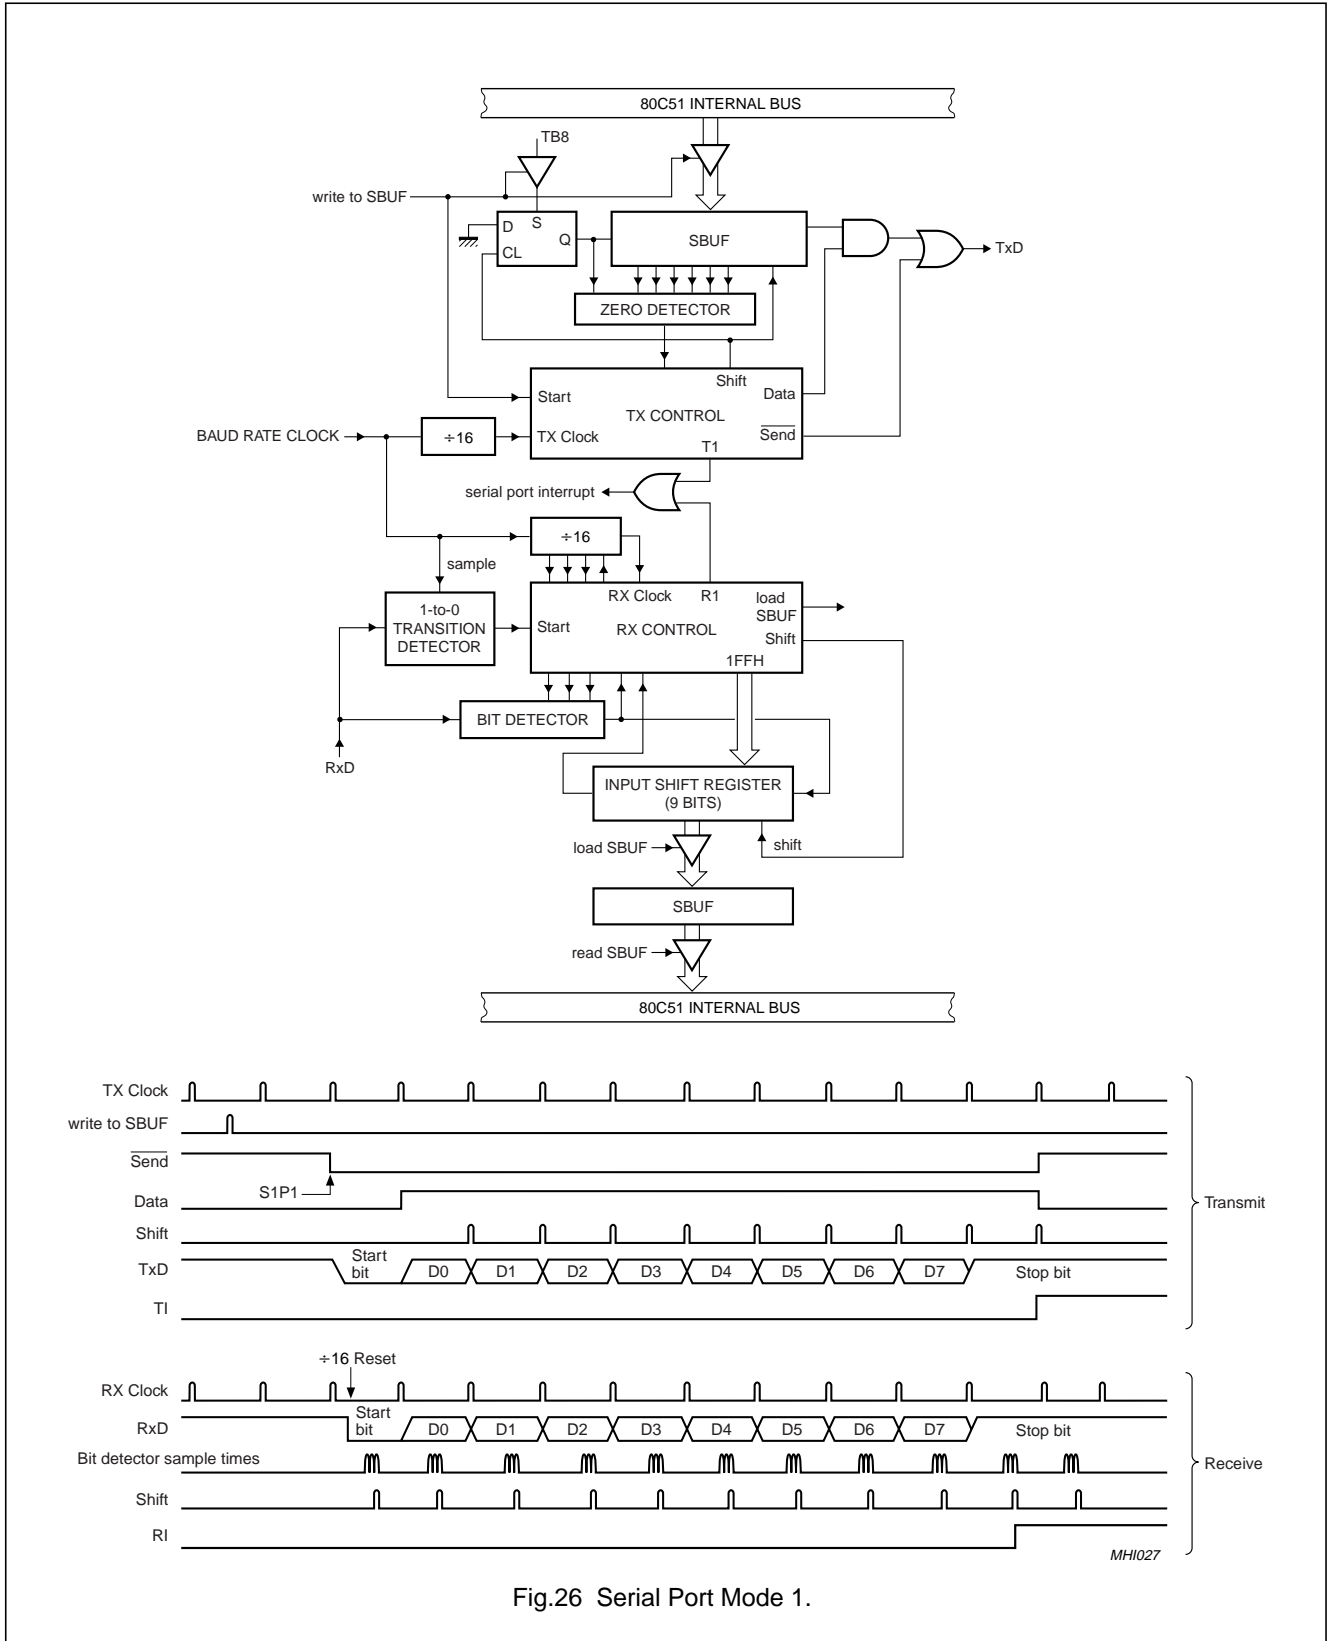 80C51 INTERNAL BUS
TB8
write to SBUF
D
S
Q
CL
SBUF
TxD
ZERO DETECTOR
Shift
Start
Data
TX CONTROL
BAUD RATE CLOCK
÷16
TX Clock
Send
T1
serial port interrupt
÷16
sample
RX Clock
R1
load
SBUF
1-to-0
TRANSITION
DETECTOR
Start
RX CONTROL
Shift
1FFH
BIT DETECTOR
RxD
INPUT SHIFT REGISTER
(9 BITS)
load SBUF
shift
SBUF
read SBUF
80C51 INTERNAL BUS
TX Clock
write to SBUF
Send
S1P1
Data
Transmit
Shift
TxD
Start
bit
D0 D1 D2 D3 D4 D5 D6 D7
Stop bit
TI
÷16 Reset
RX Clock
RxD
Start
bit
D0 D1 D2 D3 D4 D5 D6 D7
Stop bit
Bit detector sample times
Receive
Shift
RI
MHI027
Fig.26 Serial Port Mode 1.